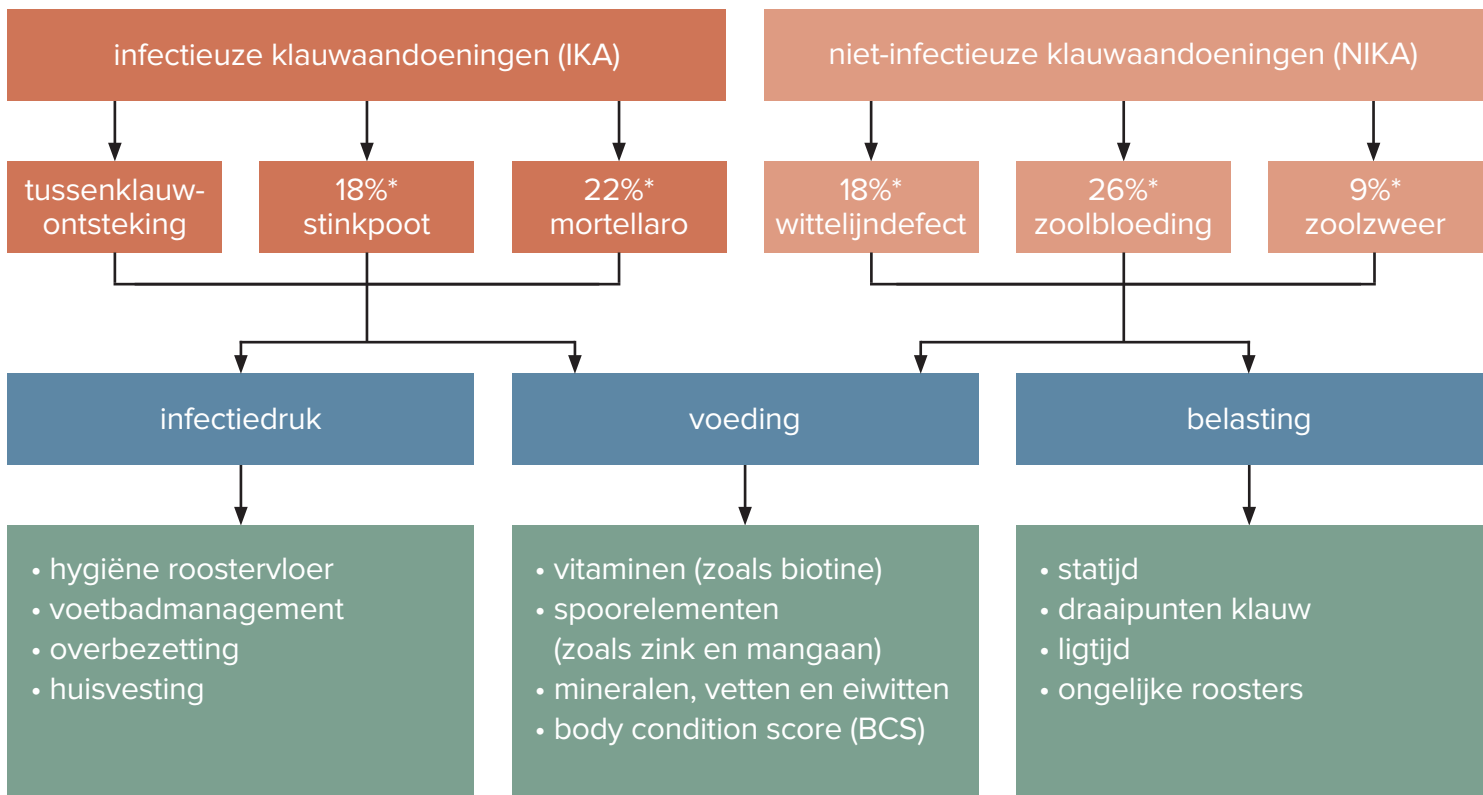 infectieuze klauwaandoeningen (IKA)
niet-infectieuze klauwaandoeningen (NIKA)
tussenklauw-
ontsteking
18%*
stinkpoot
22%*
mortellaro
18%*
wittelijndefect
26%*
zoolbloeding
9%*
zoolzweer
infectiedruk
voeding
belasting
• hygiëne roostervloer
• voetbadmanagement
• overbezetting
• huisvesting
• vitaminen (zoals biotine)
• spoorelementen
(zoals zink en mangaan)
• mineralen, vetten en eiwitten
• body condition score (BCS)
• statijd
• draaipunten klauw
• ligtijd
• ongelijke roosters